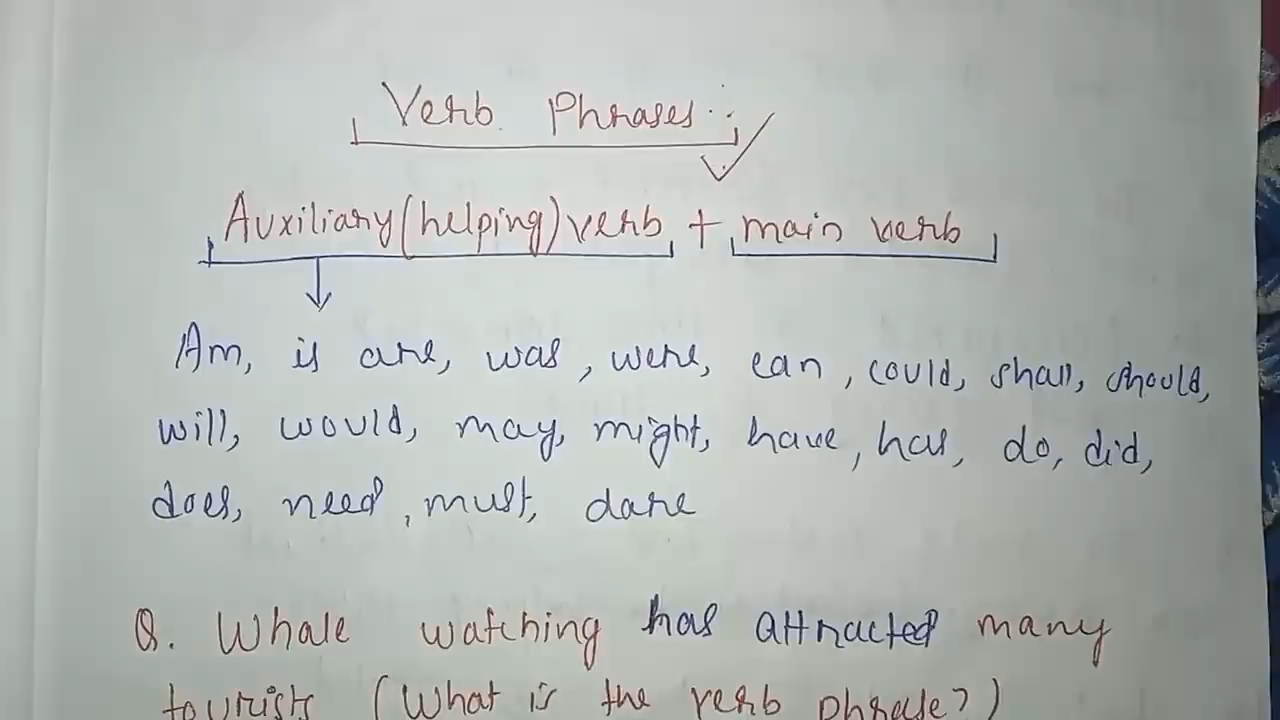 Verb Phrases :
Auxiliary (helping) verb + main verb
Am, is are, was, were, can, could, shall, should,
will, would, may, might, have, has, do, did,
does, need, must, dare
Q. Whale watching has attracted many
tourists (What is the verb phrase?)